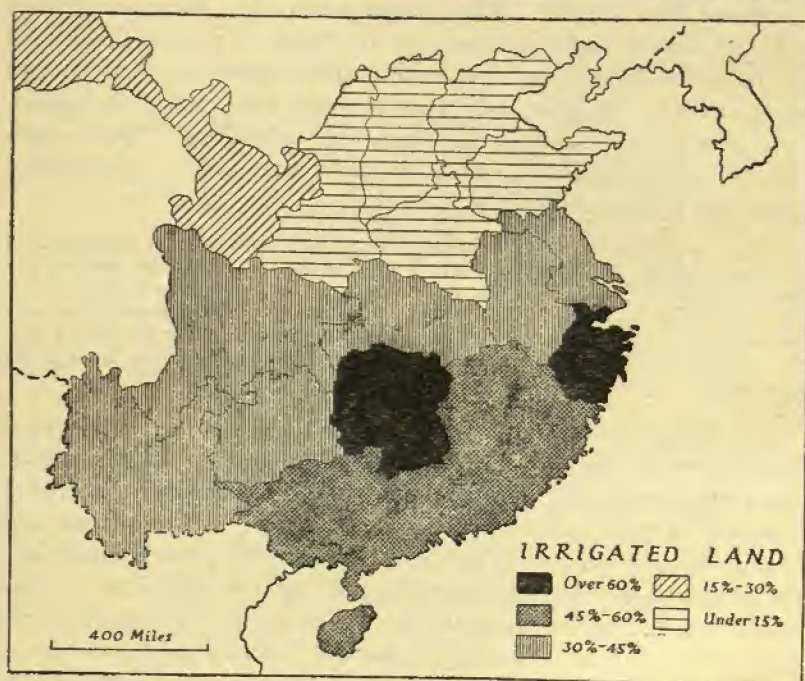 IRRIGATED LAND
Over 60% 15%-30%
45%-60% Under 15%
30%-45%
400 Miles